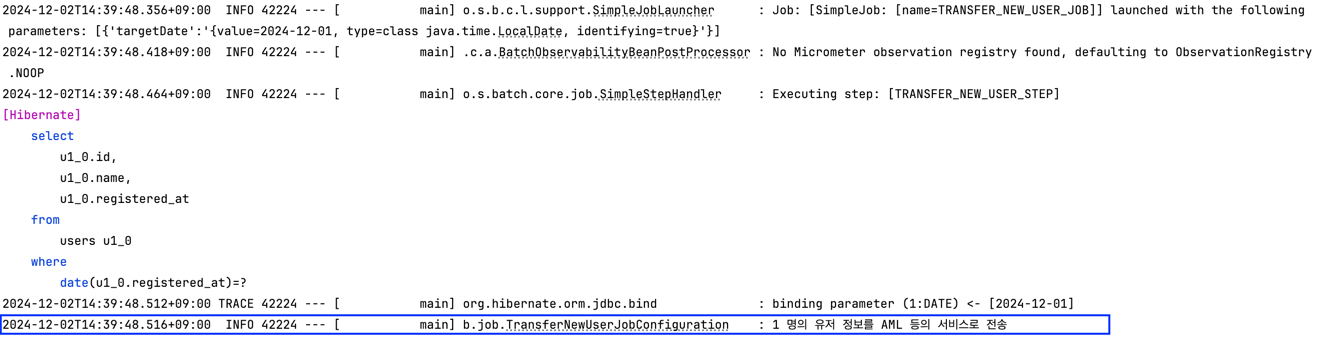 2024-12-02T14:39:48.356+09:00  INFO 42224 --- [           main] o.s.b.c.l.support.SimpleJobLauncher      : Job: [SimpleJob: [name=TRANSFER_NEW_USER_JOB]] launched with the following
 parameters: [{'targetDate':'{value=2024-12-01, type=class java.time.LocalDate, identifying=true}'}]
2024-12-02T14:39:48.418+09:00  INFO 42224 --- [           main] .c.a.BatchObservabilityBeanPostProcessor : No Micrometer observation registry found, defaulting to ObservationRegistry
 .NOOP
2024-12-02T14:39:48.464+09:00  INFO 42224 --- [           main] o.s.batch.core.job.SimpleStepHandler     : Executing step: [TRANSFER_NEW_USER_STEP]
[Hibernate]
    select
        u1_0.id,
        u1_0.name,
        u1_0.registered_at
    from
        users u1_0
    where
        date(u1_0.registered_at)=?
2024-12-02T14:39:48.512+09:00 TRACE 42224 --- [           main] org.hibernate.orm.jdbc.bind              : binding parameter (1:DATE) <- [2024-12-01]
2024-12-02T14:39:48.516+09:00  INFO 42224 --- [           main] b.job.TransferNewUserJobConfiguration    : 1 명의 유저 정보를 AML 등의 서비스로 전송